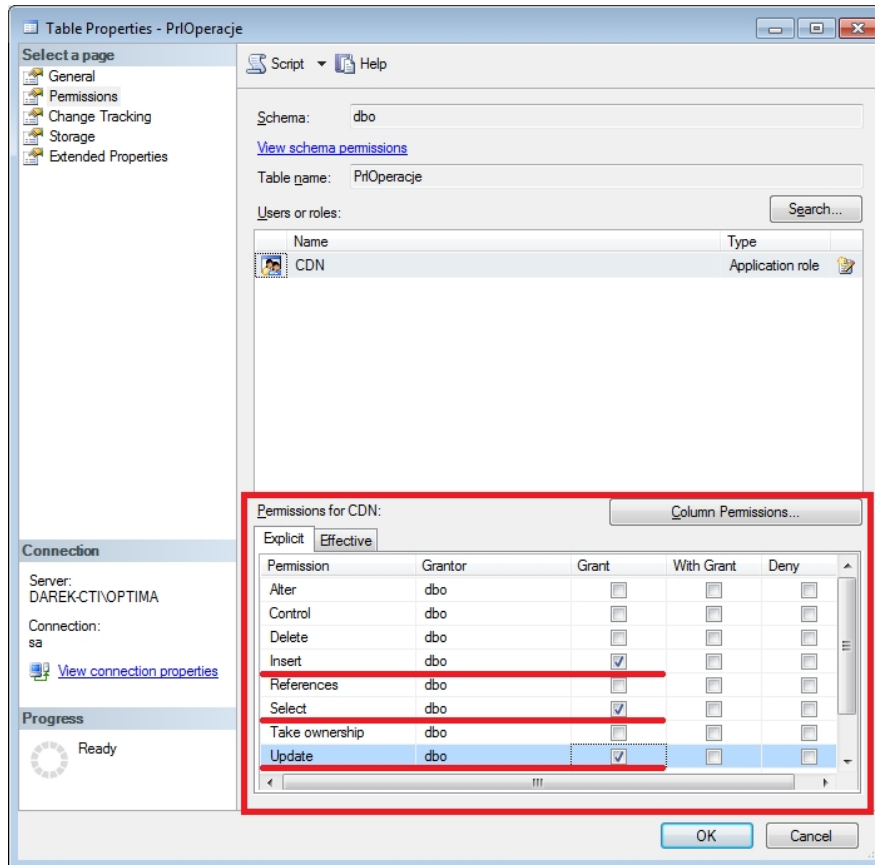 Table Properties - PrlOperacje
Select a page
General
Permissions
Change Tracking
Storage
Extended Properties
Script
Help
Schema:
dbo
View schema permissions
Table name:
PrlOperacje
Users or roles:
Search...
Name
Type
CDN
Application role
Permissions for CDN:
Column Permissions...
Explicit
Effective
Permission
Grantor
Grant
With Grant
Deny
Alter
dbo
Control
dbo
Delete
dbo
Insert
dbo
References
dbo
Select
dbo
Take ownership
dbo
Update
dbo
Connection
Server:
DAREK-CTI\OPTIMA
Connection:
sa
View connection properties
Progress
Ready
OK
Cancel